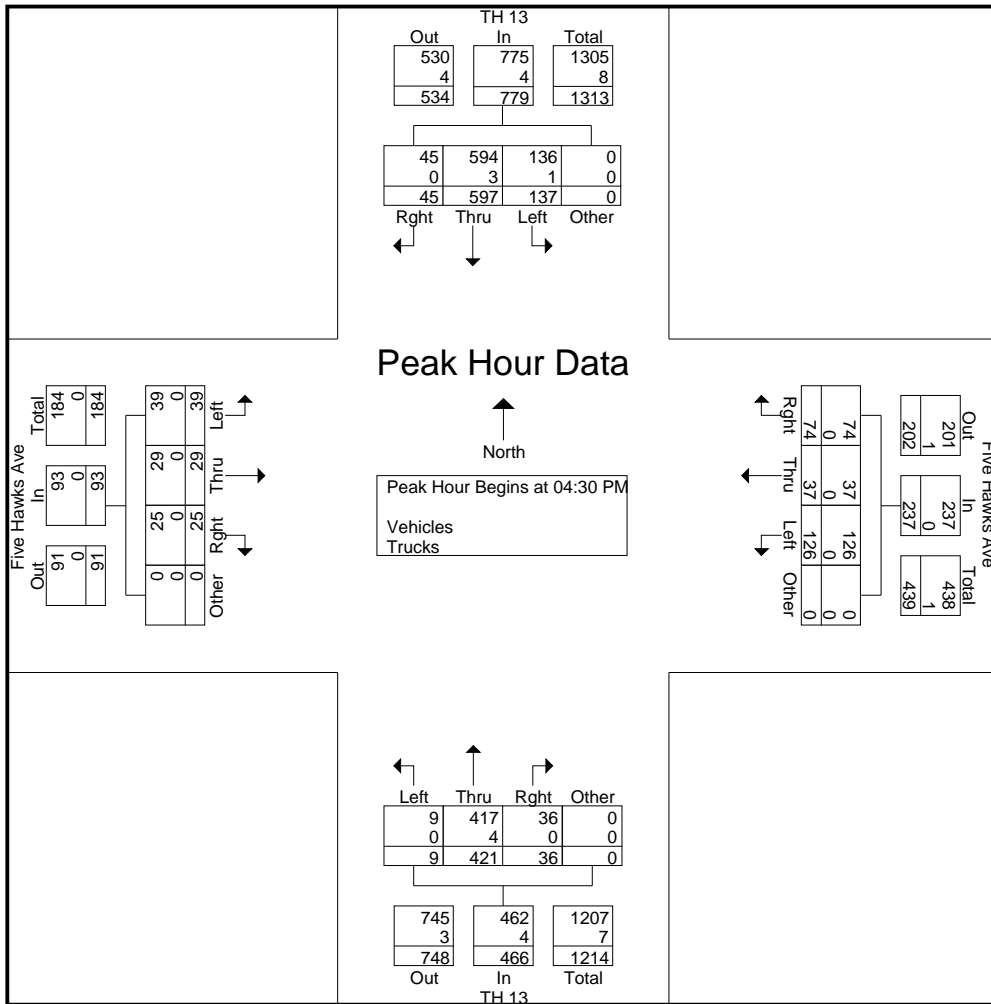 TH 13
Out In Total
530 775 1305
4 4 8
534 779 1313
45 594 136 0
0 3 1 0
45 597 137 0
Rght Thru Left Other
Peak Hour Data
North
Peak Hour Begins at 04:30 PM
Vehicles
Trucks
Five Hawks Ave
Total In Out
184 93 91
0 0 0
184 93 91
39 29 25 0
0 0 0 0
39 29 25 0
Left Thru Rght Other
Five Hawks Ave
Out In Total
201 237 438
1 0 1
202 237 439
74 37 126 0
0 0 0 0
74 37 126 0
Rght Thru Left Other
Left Thru Rght Other
9 417 36 0
0 4 0 0
9 421 36 0
745 462 1207
3 4 7
748 466 1214
Out In Total
TH 13